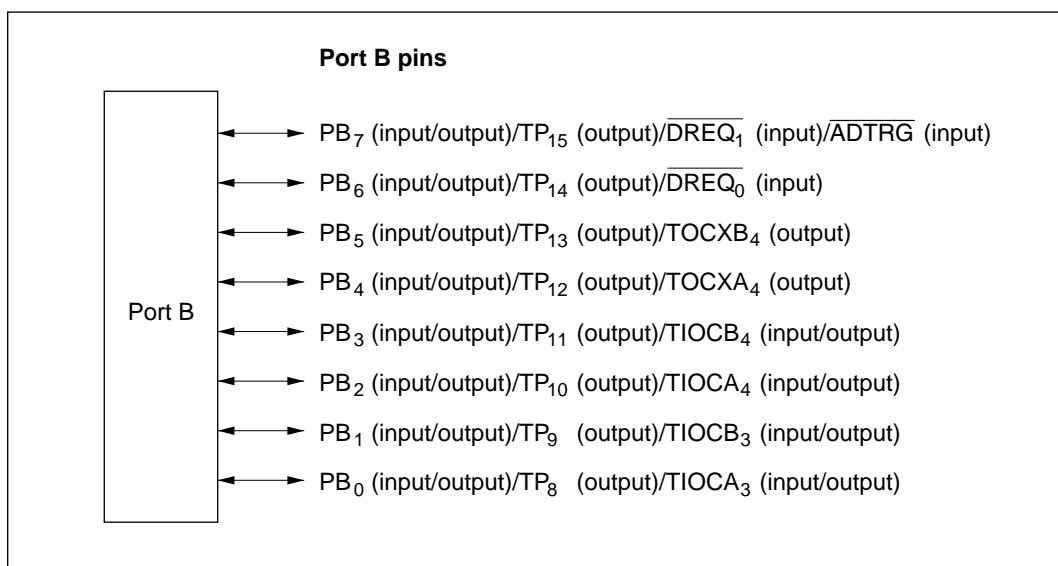 Port B pins
PB₇ (input/output)/TP₁₅ (output)/D̅R̅E̅Q̅₁̅ (input)/A̅D̅T̅R̅G̅ (input)
PB₆ (input/output)/TP₁₄ (output)/D̅R̅E̅Q̅₀̅ (input)
PB₅ (input/output)/TP₁₃ (output)/TOCXB₄ (output)
PB₄ (input/output)/TP₁₂ (output)/TOCXA₄ (output)
Port B
PB₃ (input/output)/TP₁₁ (output)/TIOCB₄ (input/output)
PB₂ (input/output)/TP₁₀ (output)/TIOCA₄ (input/output)
PB₁ (input/output)/TP₉ (output)/TIOCB₃ (input/output)
PB₀ (input/output)/TP₈ (output)/TIOCA₃ (input/output)